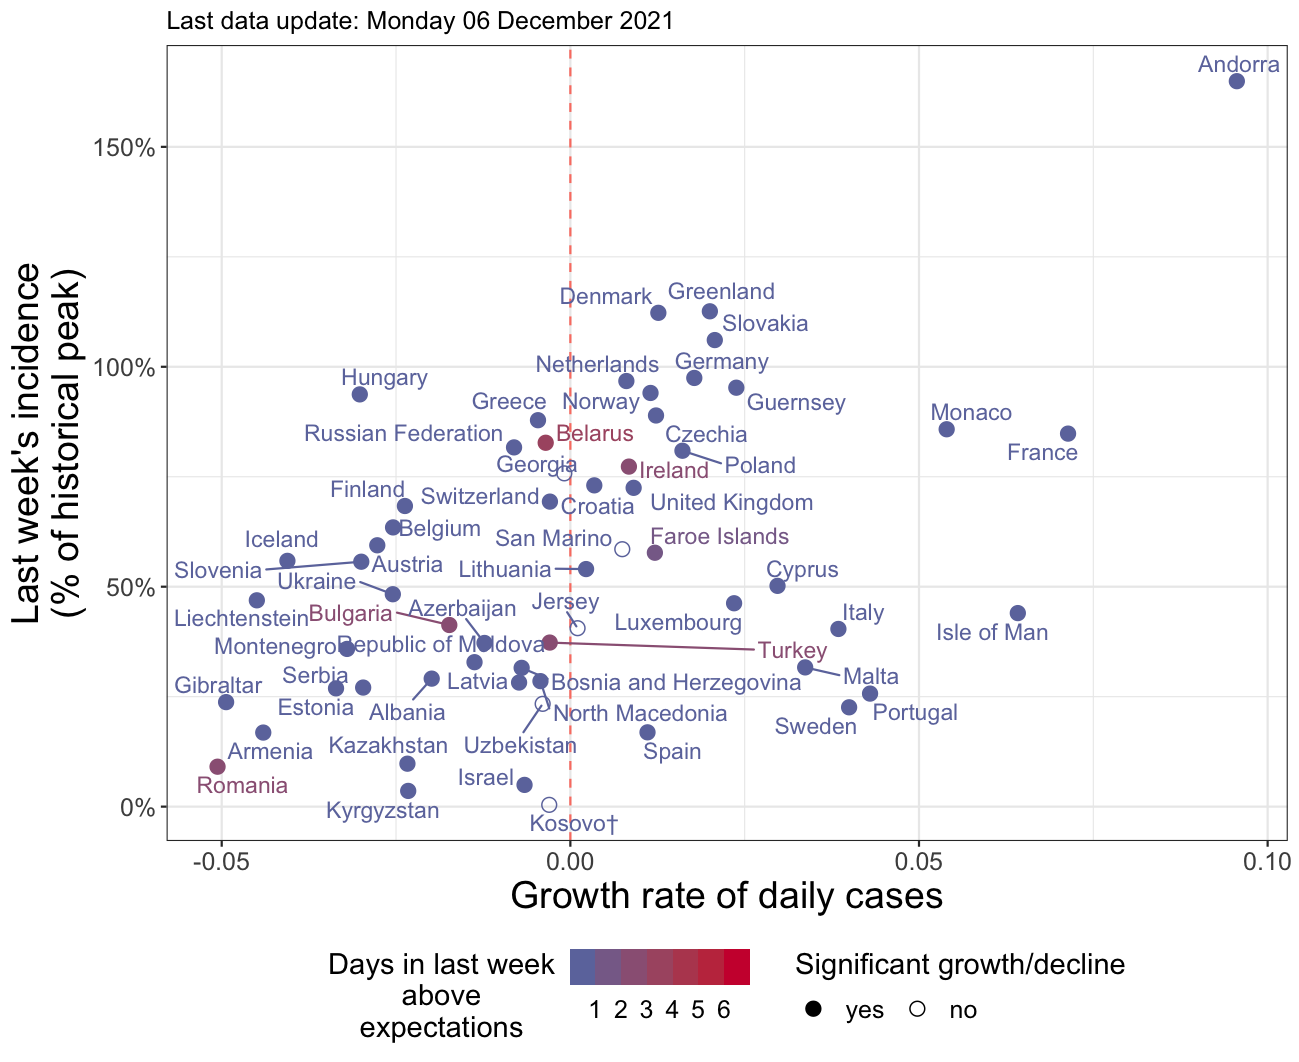 Last data update: Monday 06 December 2021
Last week's incidence
(% of historical peak)
150%
100%
50%
0%
Andorra
Denmark
Greenland
Slovakia
Netherlands
Germany
Hungary
Greece
Norway
Guernsey
Monaco
Russian Federation
Belarus
Czechia
France
Georgia
Ireland
Poland
Finland
Switzerland
Croatia
United Kingdom
Belgium
Iceland
San Marino
Faroe Islands
Slovenia
Austria
Lithuania
Cyprus
Ukraine
Liechtenstein
Bulgaria
Azerbaijan
Jersey
Luxembourg
Italy
Isle of Man
Montenegro
Republic of Moldova
Turkey
Serbia
Gibraltar
Latvia
Bosnia and Herzegovina
Malta
Estonia
Albania
North Macedonia
Portugal
Sweden
Armenia
Kazakhstan
Uzbekistan
Spain
Romania
Israel
Kyrgyzstan
Kosovo†
-0.05
0.00
0.05
0.10
Growth rate of daily cases
Days in last week
above
expectations
1 2 3 4 5 6
Significant growth/decline
yes
no